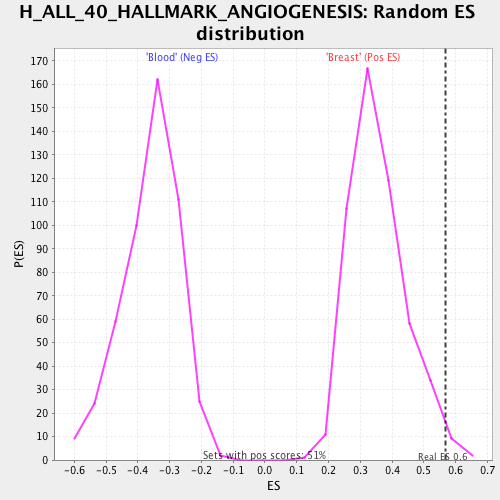 H_ALL_40_HALLMARK_ANGIOGENESIS: Random ES
distribution
'Blood' (Neg ES)
'Breast' (Pos ES)
P(ES)
170
160
150
140
130
120
110
100
90
80
70
60
50
40
30
20
10
0
Sets with pos scores: 51%
Real ES 0.6
-0.6 -0.5 -0.4 -0.3 -0.2 -0.1 0.0 0.1 0.2 0.3 0.4 0.5 0.6 0.7
ES